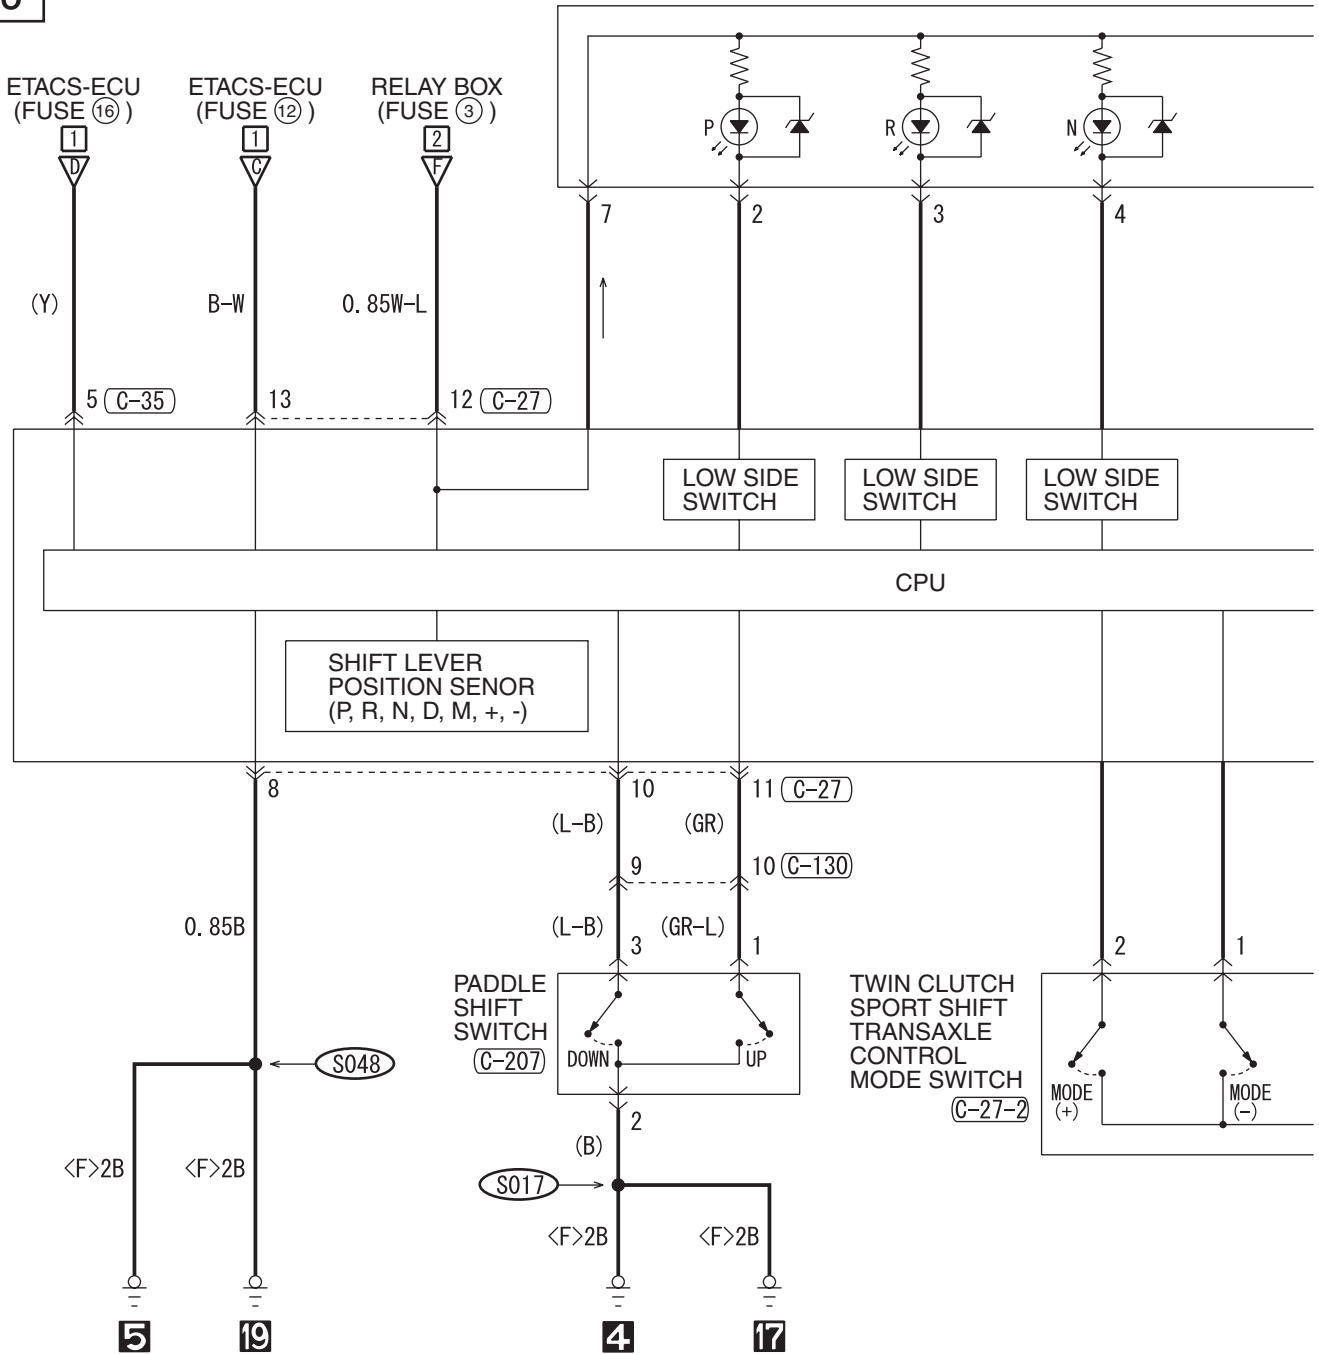 ETACS-ECU
(FUSE 16 )
1
D
ETACS-ECU
(FUSE 12 )
1
C
RELAY BOX
(FUSE 3 )
2
F
P
R
N
7
2
3
4
(Y)
B-W
0. 85W-L
5 C-35
13
12 C-27
LOW SIDE
SWITCH
LOW SIDE
SWITCH
LOW SIDE
SWITCH
CPU
SHIFT LEVER
POSITION SENOR
(P, R, N, D, M, +, -)
8
10
11 C-27
(L-B)
(GR)
9
10 C-130
0. 85B
(L-B)
(GR-L)
3
1
2
1
PADDLE
SHIFT
SWITCH
C-207
DOWN
UP
TWIN CLUTCH
SPORT SHIFT
TRANSAXLE
CONTROL
MODE SWITCH
C-27-2
MODE
(+)
MODE
(-)
S048
2
(B)
<F>2B
<F>2B
S017
<F>2B
<F>2B
5
19
4
17